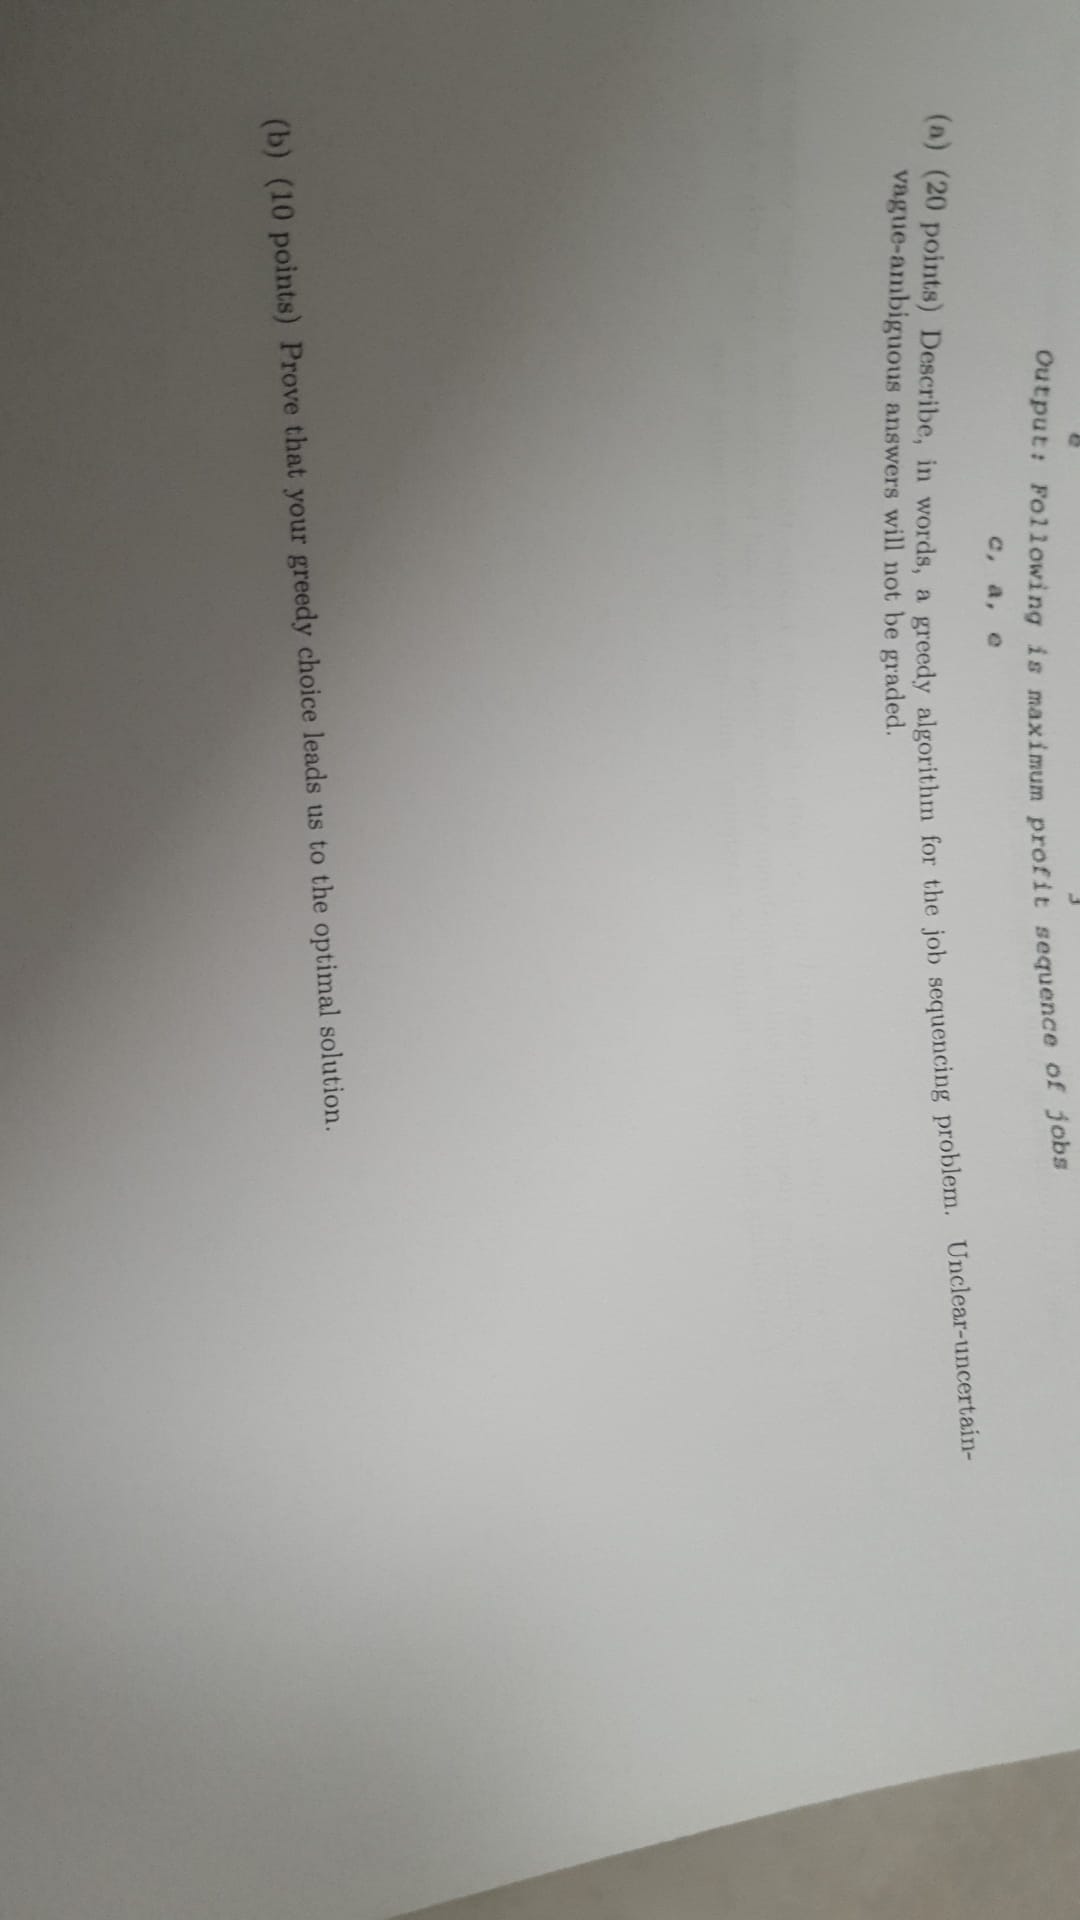 Output: Following is maximum profit sequence of jobs
c, a, e
(a) (20 points) Describe, in words, a greedy algorithm for the job sequencing problem. Unclear-uncertain-
vague-ambiguous answers will not be graded.
(b) (10 points) Prove that your greedy choice leads us to the optimal solution.